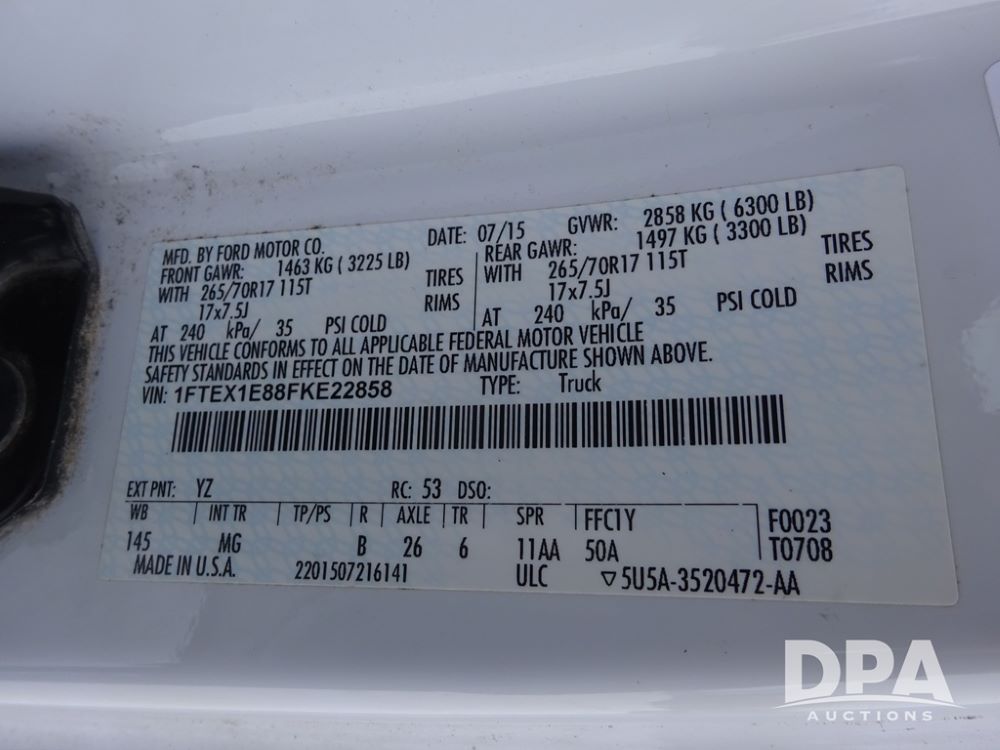 MFD. BY FORD MOTOR CO. DATE: 07/15 GVWR: 2858 KG ( 6300 LB)
FRONT GAWR: 1463 KG ( 3225 LB) REAR GAWR: 1497 KG ( 3300 LB)
WITH 265/70R17 115T TIRES WITH 265/70R17 115T TIRES
17x7.5J RIMS 17x7.5J RIMS
AT 240 kPa/ 35 PSI COLD AT 240 kPa/ 35 PSI COLD
THIS VEHICLE CONFORMS TO ALL APPLICABLE FEDERAL MOTOR VEHICLE
SAFETY STANDARDS IN EFFECT ON THE DATE OF MANUFACTURE SHOWN ABOVE.
VIN: 1FTEX1E88FKE22858 TYPE: Truck
EXT PNT: YZ RC: 53 DSO:
WB INT TR TP/PS R AXLE TR SPR FFC1Y F0023
145 MG B 26 6 11AA 50A T0708
MADE IN U.S.A. 2201507216141 ULC ▽5U5A-3520472-AA
DPA
AUCTIONS